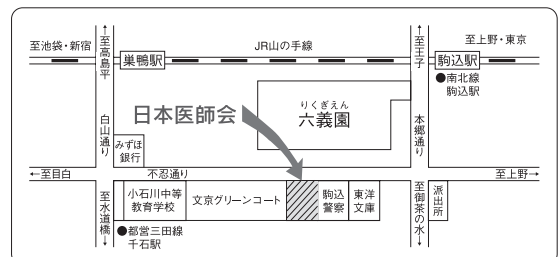 至池袋・新宿
←至高島平
巣鴨駅
JR山の手線
←至王子
駒込駅
至上野・東京
●南北線
駒込駅
白山通り
日本医師会
りくぎえん
六義園
本郷通り
みずほ
銀行
←至目白
不忍通り
至上野→
至水道橋→
小石川中等
教育学校
文京グリーンコート
駒込
警察
東洋
文庫
至御茶の水→
派出所
●都営三田線
千石駅